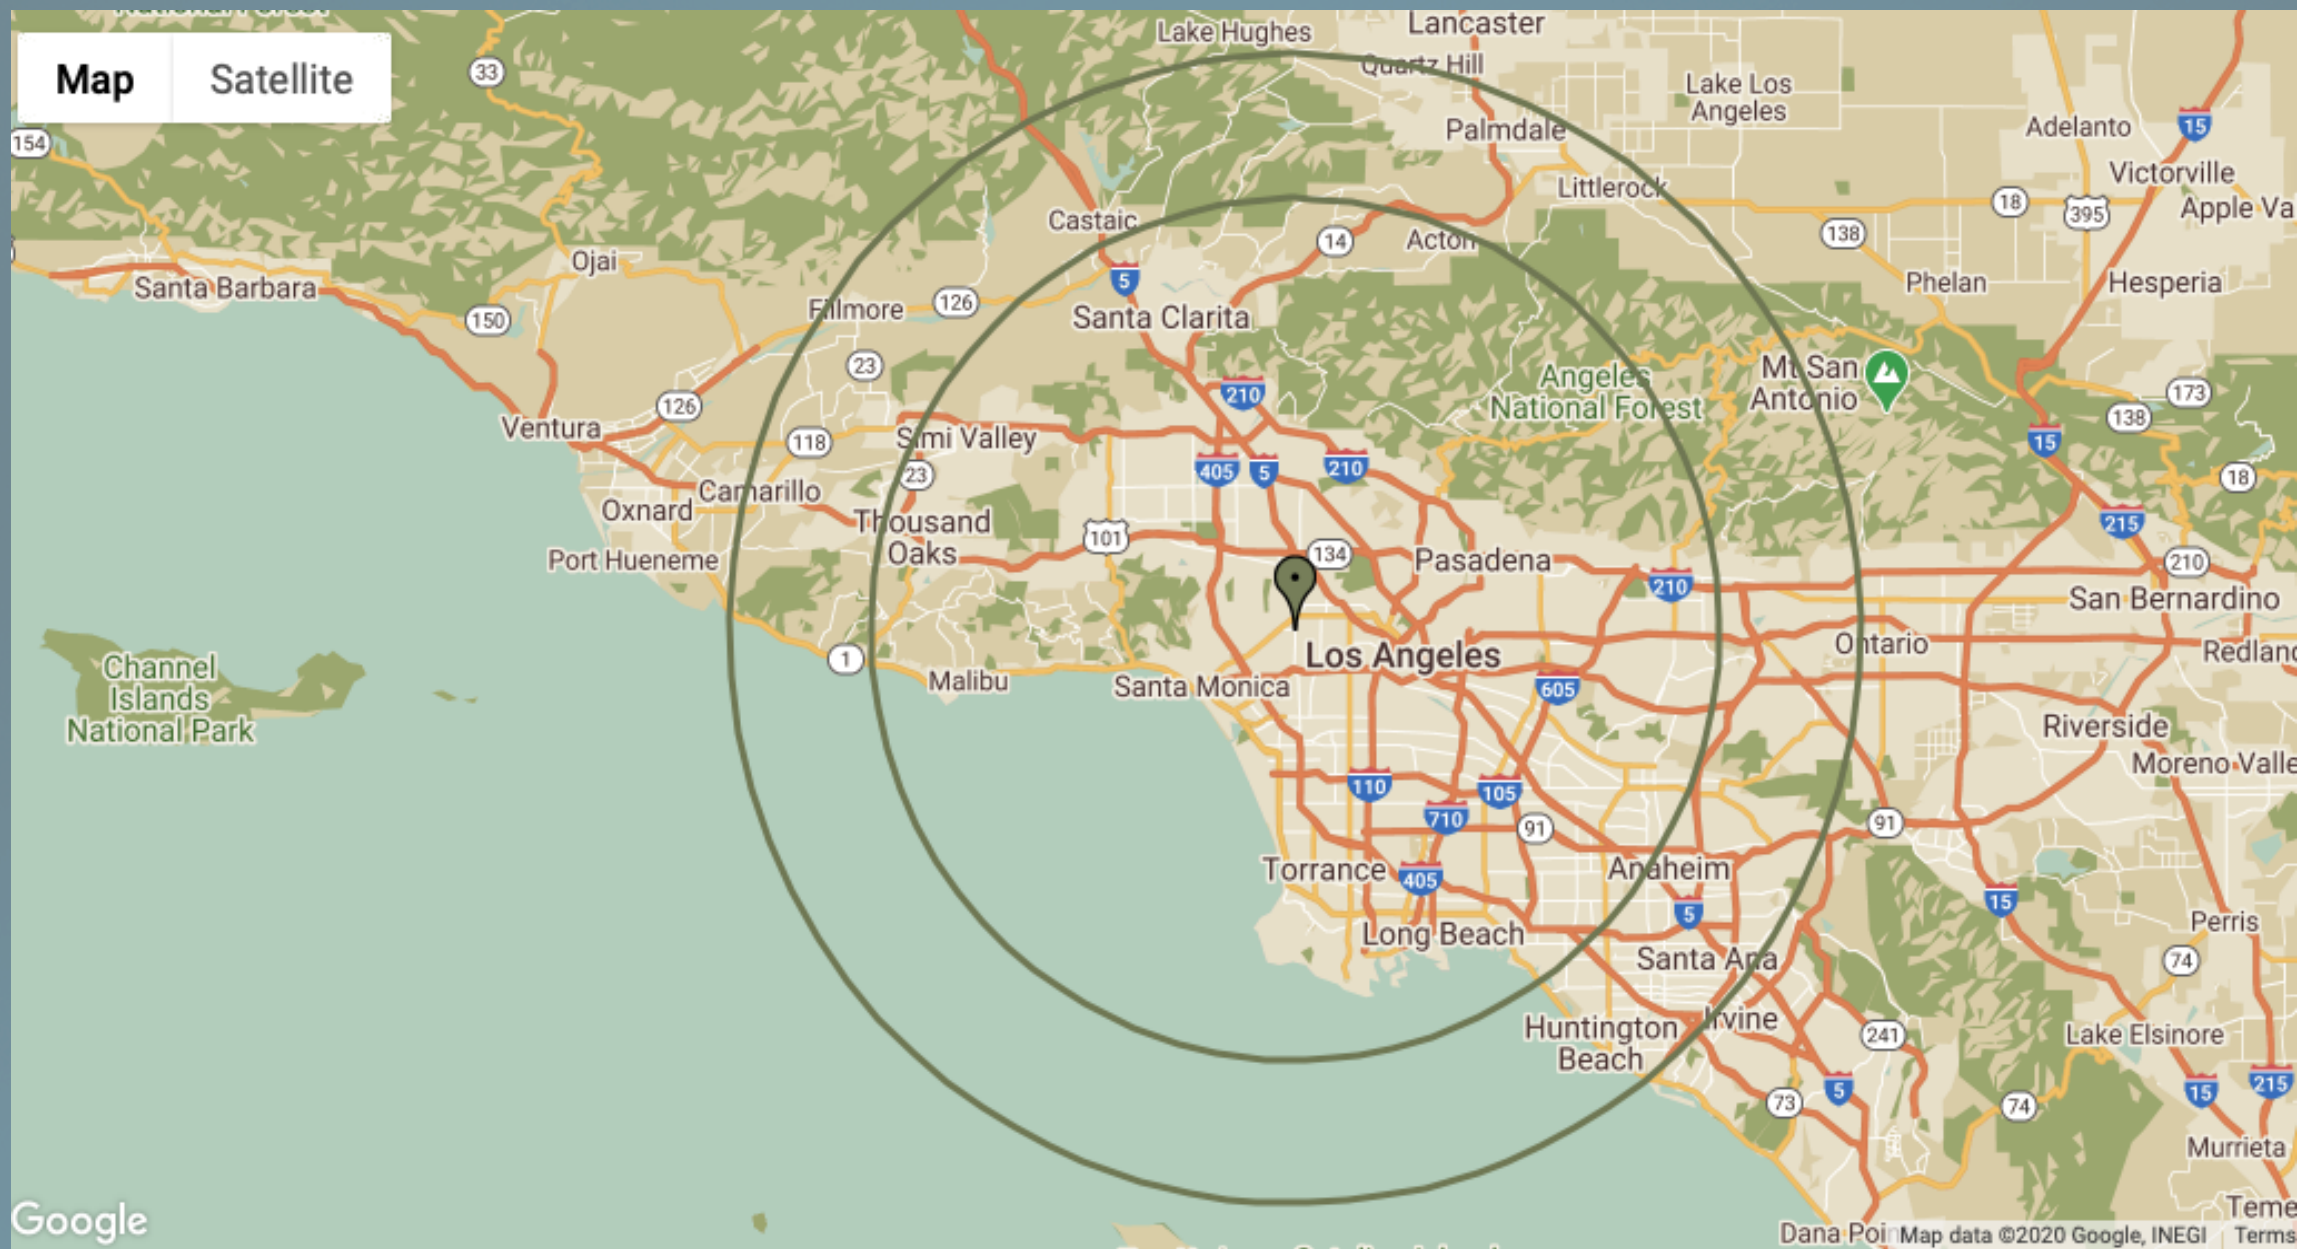 Lake Hughes
Lancaster
Map
Satellite
33
Quartz Hill
Lake Los
Angeles
154
Palmdale
Adelanto
15
Victorville
Littlerock
18
395
Apple Va
Castaic
14
Acton
138
Ojai
Santa Barbara
5
Phelan
Hesperia
150
Fillmore
126
Santa Clarita
23
Mt San
Antonio
Angeles
National Forest
210
173
126
138
Ventura
118
Simi Valley
15
405
5
210
23
18
Camarillo
Oxnard
Thousand
Oaks
101
215
Port Hueneme
134
Pasadena
210
210
San Bernardino
Channel
Islands
National Park
1
Malibu
Santa Monica
Los Angeles
605
Ontario
Redland
Riverside
Moreno Valle
110
105
710
91
91
Torrance
405
Anaheim
5
15
Long Beach
Perris
Santa Ana
74
Huntington
Beach
Irvine
241
Lake Elsinore
73
5
74
15
215
Murrieta
Google
Teme
Dana Poi
Map data ©2020 Google, INEGI
Terms